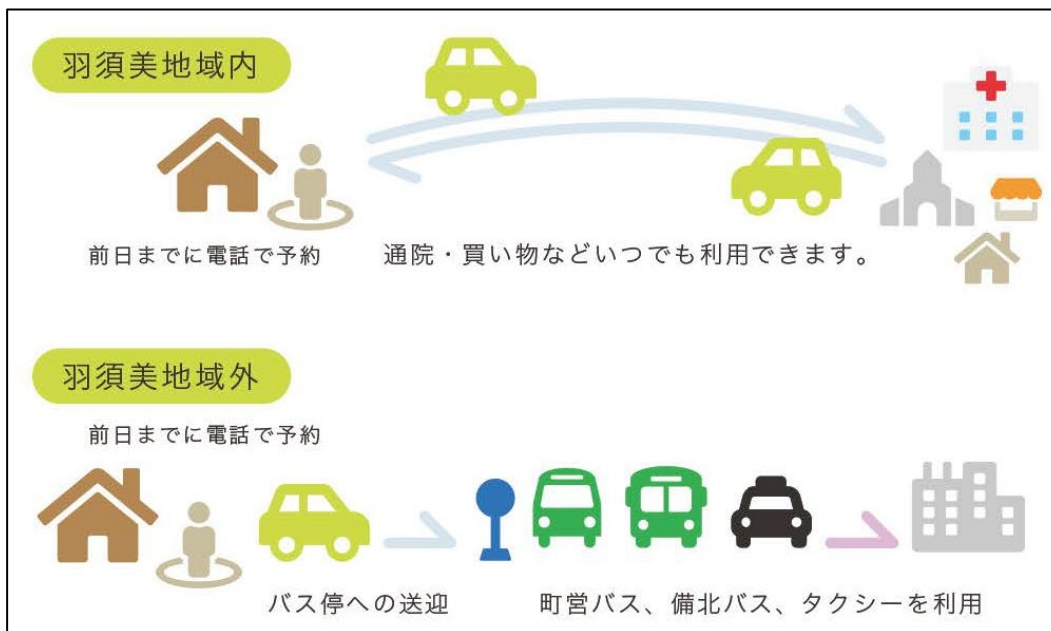 羽須美地域内
前日までに電話で予約
通院・買い物などいつでも利用できます。
羽須美地域外
前日までに電話で予約
バス停への送迎
町営バス、備北バス、タクシーを利用